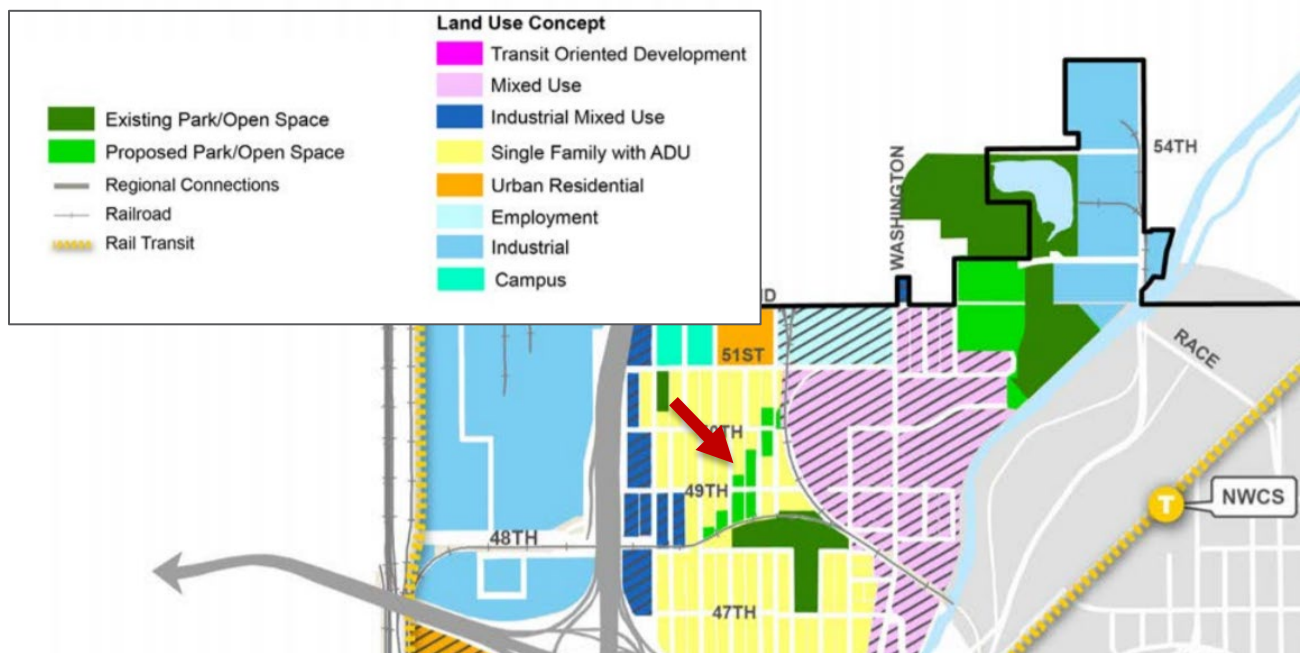 Land Use Concept
Transit Oriented Development
Mixed Use
Industrial Mixed Use
Single Family with ADU
Urban Residential
Employment
Industrial
Campus
Existing Park/Open Space
Proposed Park/Open Space
Regional Connections
Railroad
Rail Transit
WASHINGTON
54TH
51ST
RACE
49TH
NWCS
T
48TH
47TH